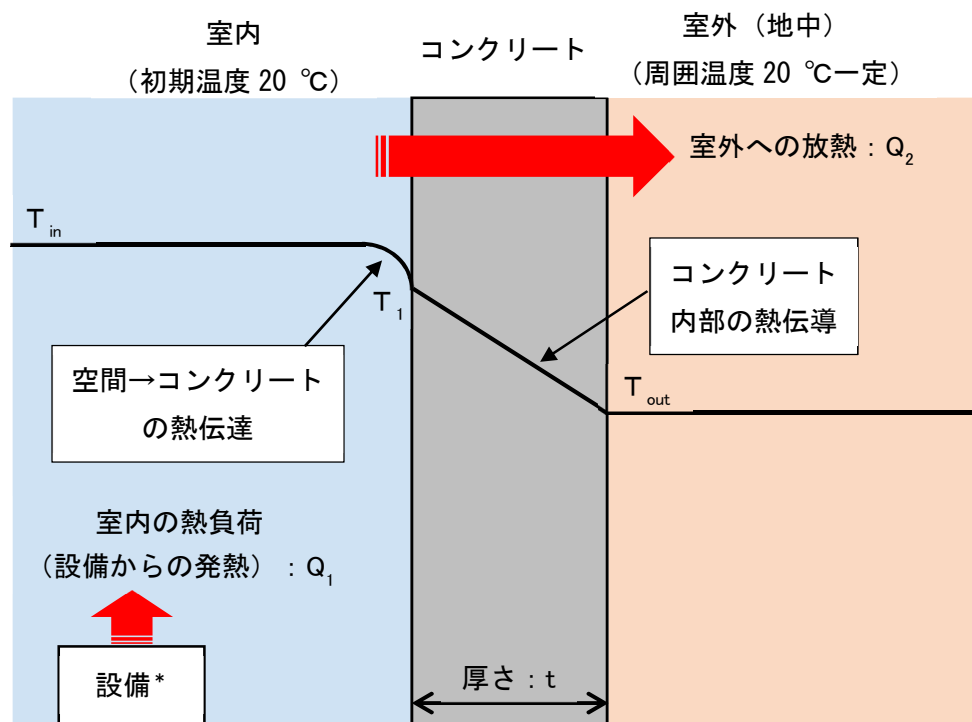 室内
（初期温度 20 ℃）
コンクリート
室外（地中）
（周囲温度 20 ℃一定）
室外への放熱：Q2
Tin
T1
コンクリート
内部の熱伝導
空間→コンクリート
の熱伝達
Tout
室内の熱負荷
（設備からの発熱）：Q1
設備*
厚さ：t